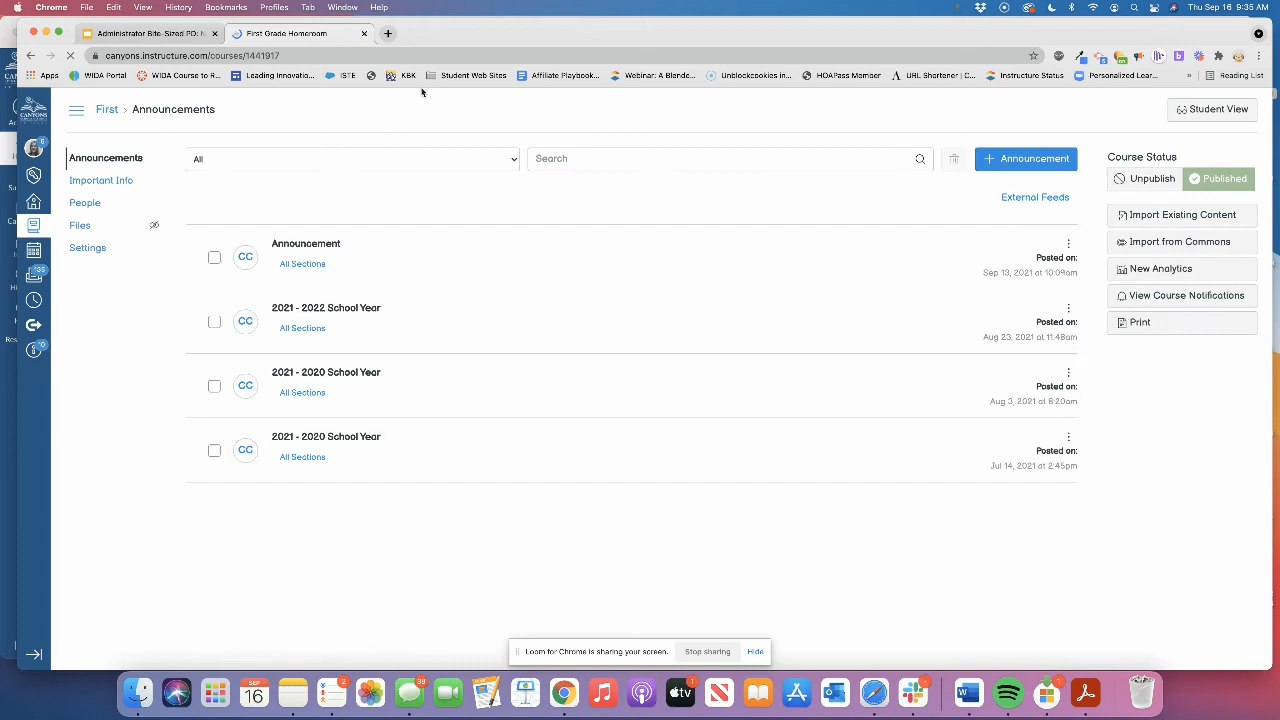 Chrome File Edit View History Bookmarks Profiles Tab Window Help Thu Sep 16 9:35 AM
Administrator Bite-Sized PD: N First Grade Homeroom
canyons.instructure.com/courses/1441917
Apps WIDA Portal WIDA Course to R... Leading Innovatio... ISTE KBK Student Web Sites Affiliate Playbook... Webinar: A Blende... Unblockcookies in... HOAPass Member URL Shortener | C... Instructure Status Personalized Lear... » Reading List
CANYONS
First › Announcements
Student View
Announcements
Important Info
People
Files
Settings
All
Search
+ Announcement
External Feeds
CC
Announcement
All Sections
Posted on:
Sep 13, 2021 at 10:09am
CC
2021 - 2022 School Year
All Sections
Posted on:
Aug 23, 2021 at 11:48am
CC
2021 - 2020 School Year
All Sections
Posted on:
Aug 3, 2021 at 8:20am
CC
2021 - 2020 School Year
All Sections
Posted on:
Jul 14, 2021 at 2:45pm
Course Status
Unpublish Published
Import Existing Content
Import from Commons
New Analytics
View Course Notifications
Print
Loom for Chrome is sharing your screen. Stop sharing Hide
SEP
16
tv